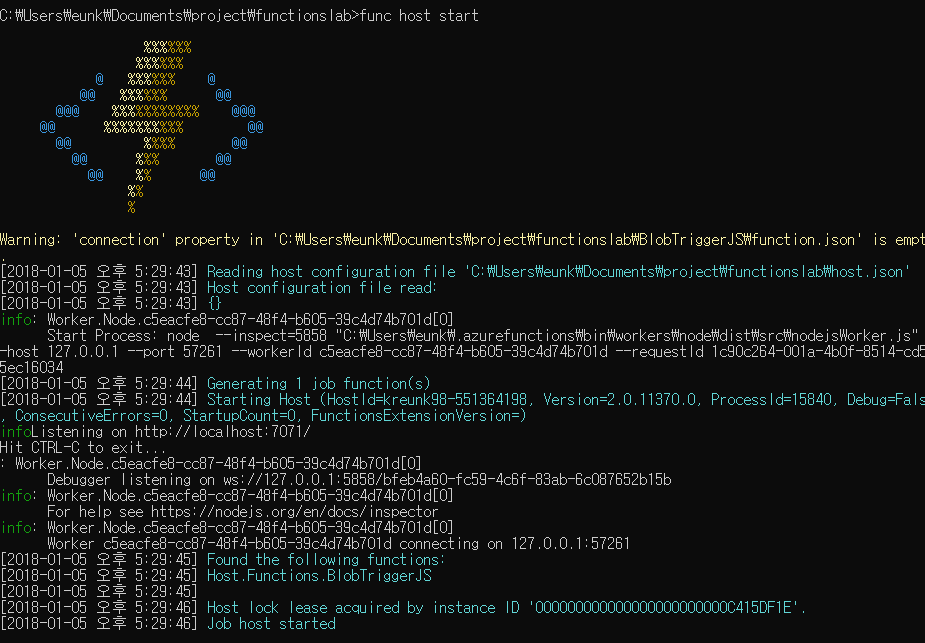 C:₩Users₩eunk₩Documents₩project₩functionslab>func host start
%%%%%%
%%%%%%
@ %%%%%% @
@@ %%%%%% @@
@@@ %%%%%%%%%%% @@@
@@ %%%%%%%%%% @@
@@ %%%% @@
@@ %%% @@
@@ %% @@
%%
%
Warning: 'connection' property in 'C:₩Users₩eunk₩Documents₩project₩functionslab₩BlobTriggerJS₩function.json' is empt
.
[2018-01-05 오후 5:29:43] Reading host configuration file 'C:₩Users₩eunk₩Documents₩project₩functionslab₩host.json'
[2018-01-05 오후 5:29:43] Host configuration file read:
[2018-01-05 오후 5:29:43] {}
info: Worker.Node.c5eacfe8-cc87-48f4-b605-39c4d74b701d[0]
Start Process: node --inspect=5858 "C:₩Users₩eunk₩.azurefunctions₩bin₩workers₩node₩dist₩src₩nodejsWorker.js"
-host 127.0.0.1 --port 57261 --workerId c5eacfe8-cc87-48f4-b605-39c4d74b701d --requestId 1c90c264-001a-4b0f-8514-cd5
5ec16034
[2018-01-05 오후 5:29:44] Generating 1 job function(s)
[2018-01-05 오후 5:29:44] Starting Host (HostId=kreunk98-551364198, Version=2.0.11370.0, ProcessId=15840, Debug=Fals
, ConsecutiveErrors=0, StartupCount=0, FunctionsExtensionVersion=)
infoListening on http://localhost:7071/
Hit CTRL-C to exit...
: Worker.Node.c5eacfe8-cc87-48f4-b605-39c4d74b701d[0]
Debugger listening on ws://127.0.0.1:5858/bfeb4a60-fc59-4c6f-83ab-6c087652b15b
info: Worker.Node.c5eacfe8-cc87-48f4-b605-39c4d74b701d[0]
For help see https://nodejs.org/en/docs/inspector
info: Worker.Node.c5eacfe8-cc87-48f4-b605-39c4d74b701d[0]
Worker c5eacfe8-cc87-48f4-b605-39c4d74b701d connecting on 127.0.0.1:57261
[2018-01-05 오후 5:29:45] Found the following functions:
[2018-01-05 오후 5:29:45] Host.Functions.BlobTriggerJS
[2018-01-05 오후 5:29:45]
[2018-01-05 오후 5:29:46] Host lock lease acquired by instance ID '000000000000000000000000C415DF1E'.
[2018-01-05 오후 5:29:46] Job host started